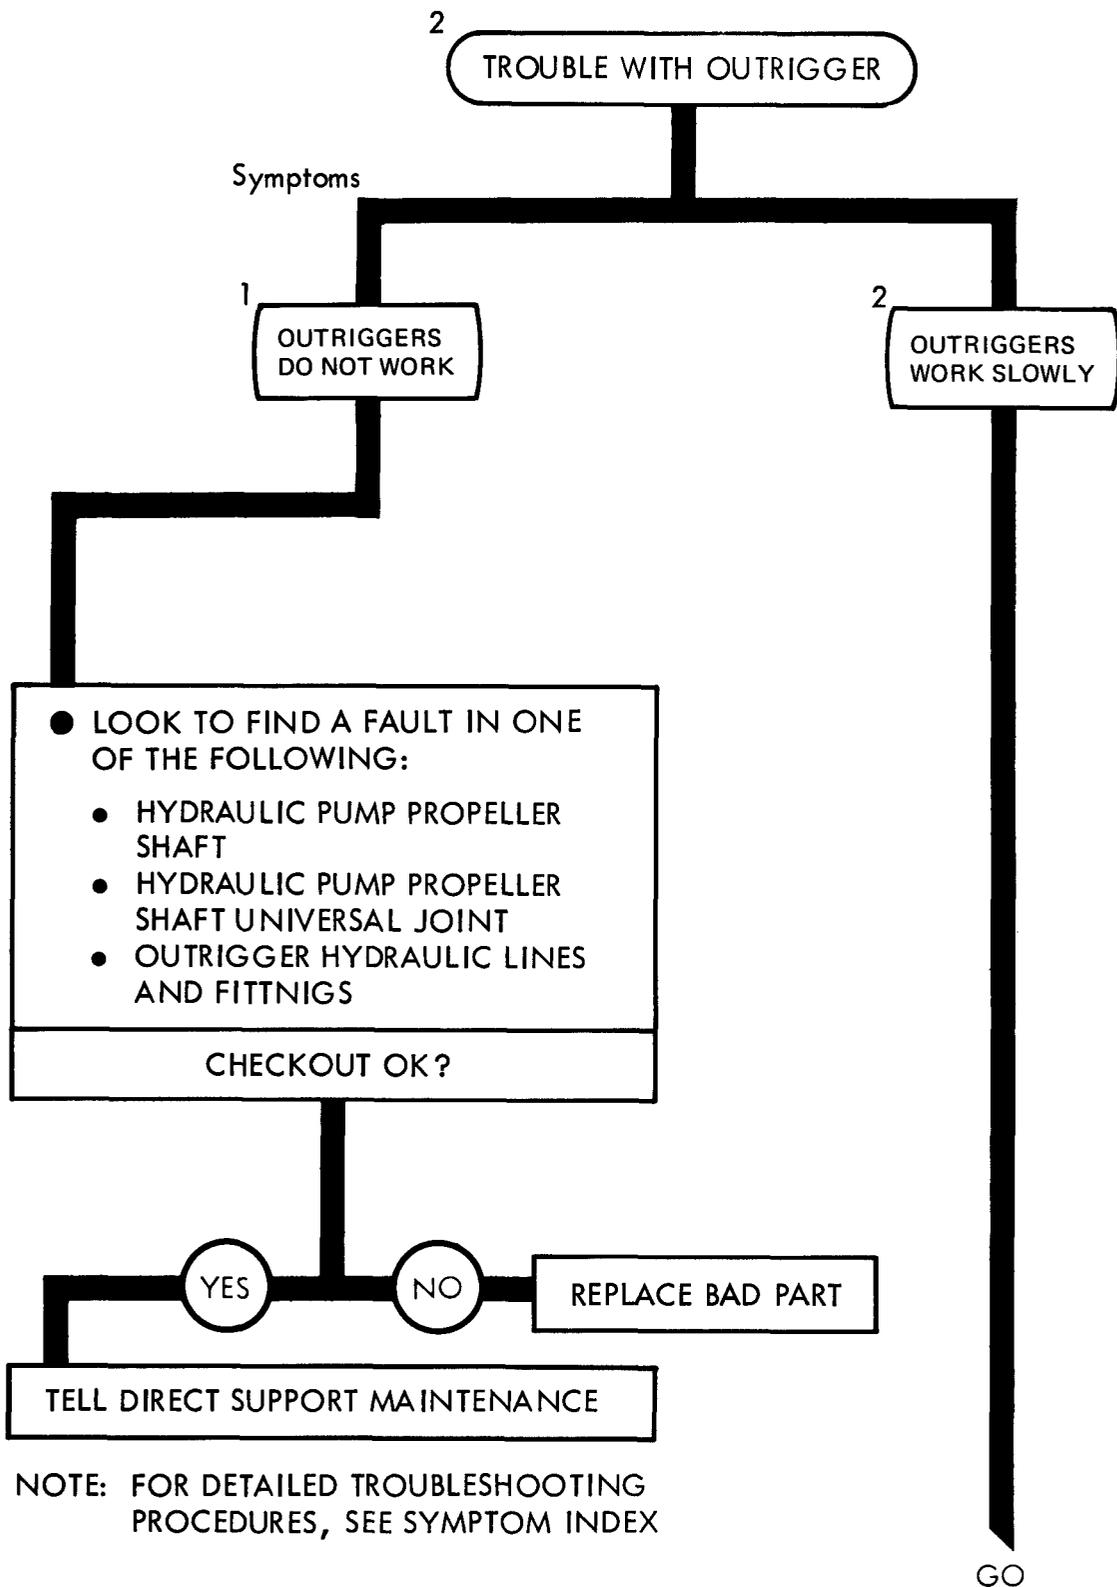 2
TROUBLE WITH OUTRIGGER
Symptoms
1
OUTRIGGERS
DO NOT WORK
2
OUTRIGGERS
WORK SLOWLY
● LOOK TO FIND A FAULT IN ONE
OF THE FOLLOWING:
● HYDRAULIC PUMP PROPELLER
SHAFT
● HYDRAULIC PUMP PROPELLER
SHAFT UNIVERSAL JOINT
● OUTRIGGER HYDRAULIC LINES
AND FITTNIGS
CHECKOUT OK?
YES
NO
REPLACE BAD PART
TELL DIRECT SUPPORT MAINTENANCE
NOTE: FOR DETAILED TROUBLESHOOTING
PROCEDURES, SEE SYMPTOM INDEX
GO